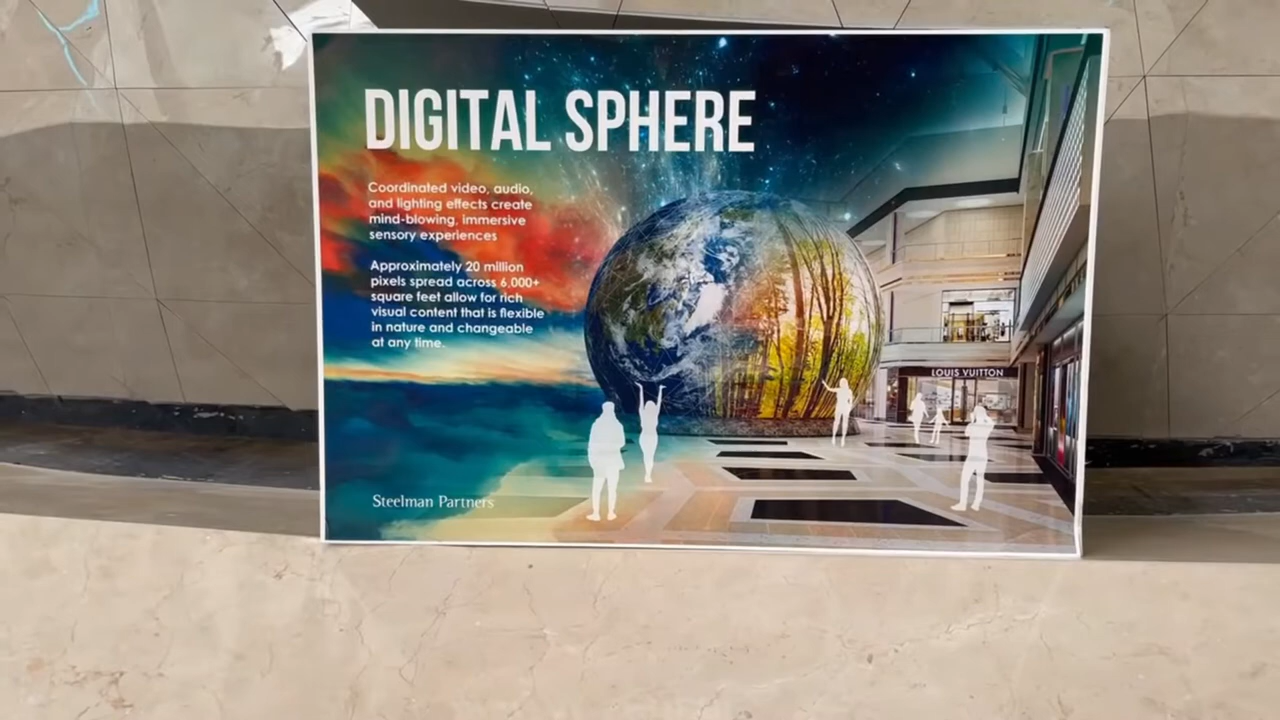 DIGITAL SPHERE
Coordinated video, audio,
and lighting effects create
mind-blowing, immersive
sensory experiences
Approximately 20 million
pixels spread across 6,000+
square feet allow for rich
visual content that is flexible
in nature and changeable
at any time.
LOUIS VUITTON
Steelman Partners